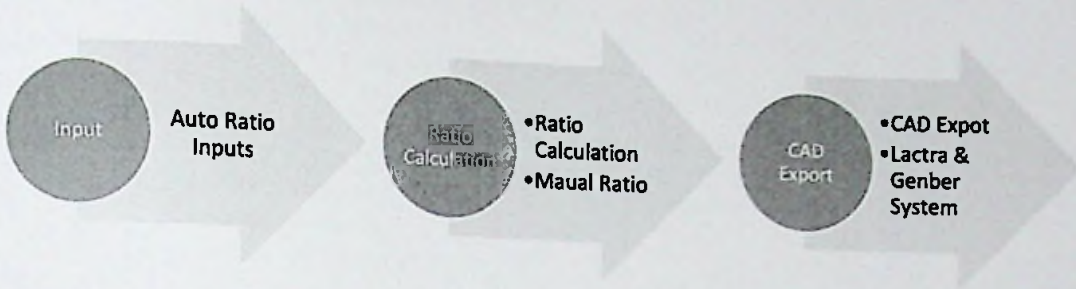 Input
Auto Ratio
Inputs
Ratio
Calculation
•Ratio
Calculation
•Maual Ratio
CAD
Export
•CAD Expot
•Lactra &
Genber
System